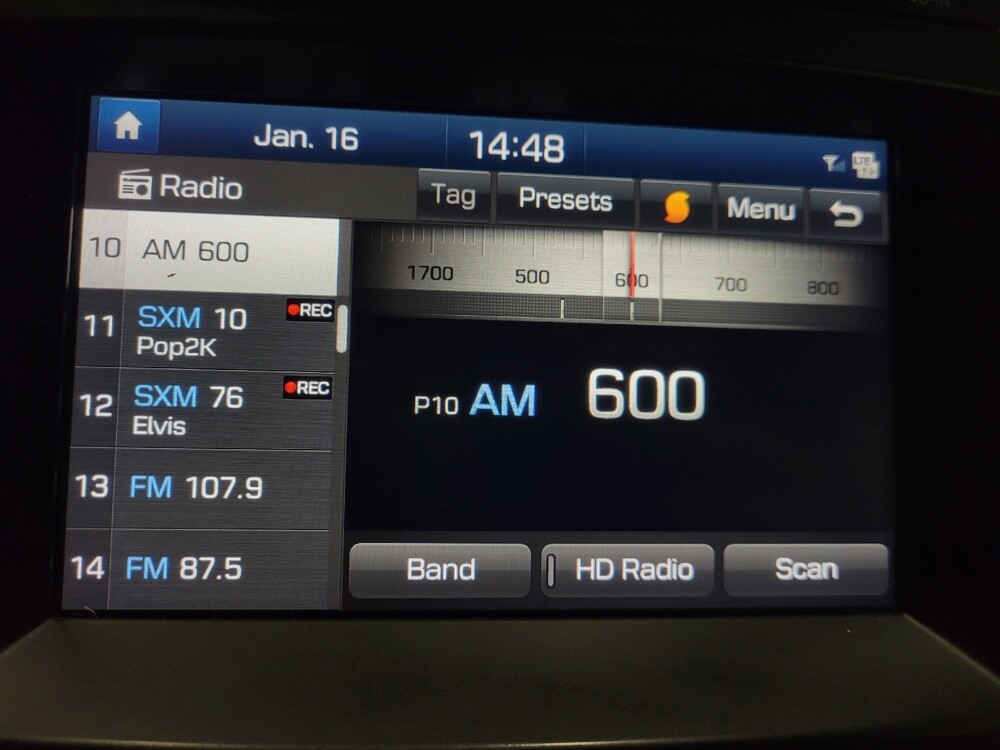 Jan. 16
14:48
LTE
Radio
Tag
Presets
Menu
10 AM 600
11 SXM 10 REC
Pop2K
12 SXM 76 REC
Elvis
13 FM 107.9
14 FM 87.5
1700 500 600 700 800
P10 AM 600
Band
HD Radio
Scan